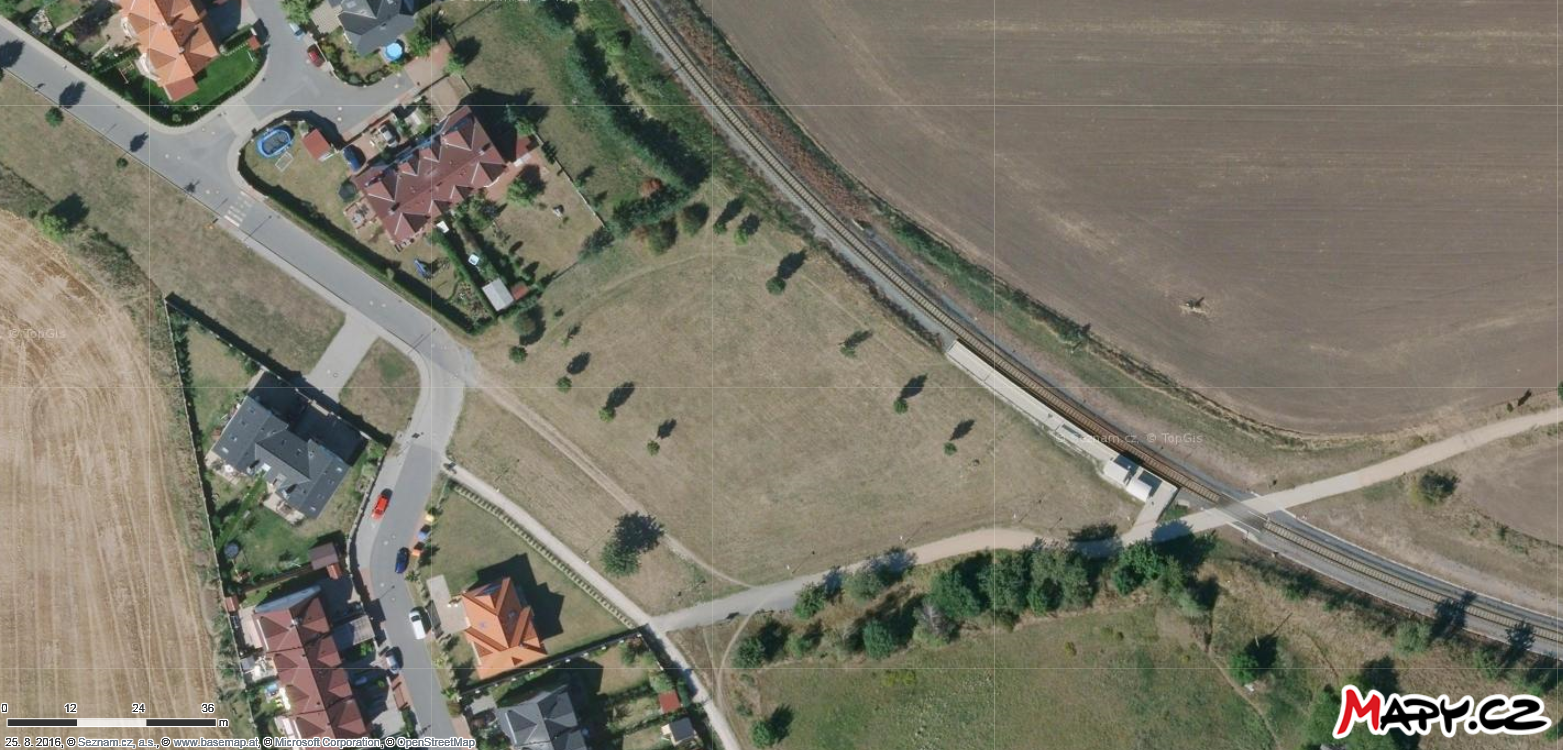 © TopGis
© Seznam.cz, © TopGis
0 12 24 36 m
MAPY.CZ
25. 8. 2016, © Seznam.cz, a.s., © www.basemap.at, © Microsoft Corporation, © OpenStreetMap